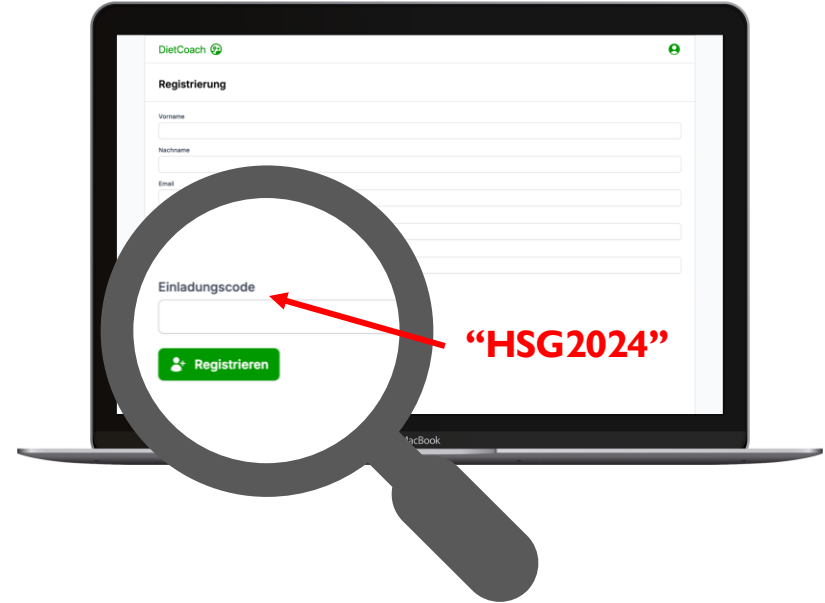 DietCoach
Registrierung
Vorname
Nachname
Email
Einladungscode
“HSG2024”
Registrieren
MacBook